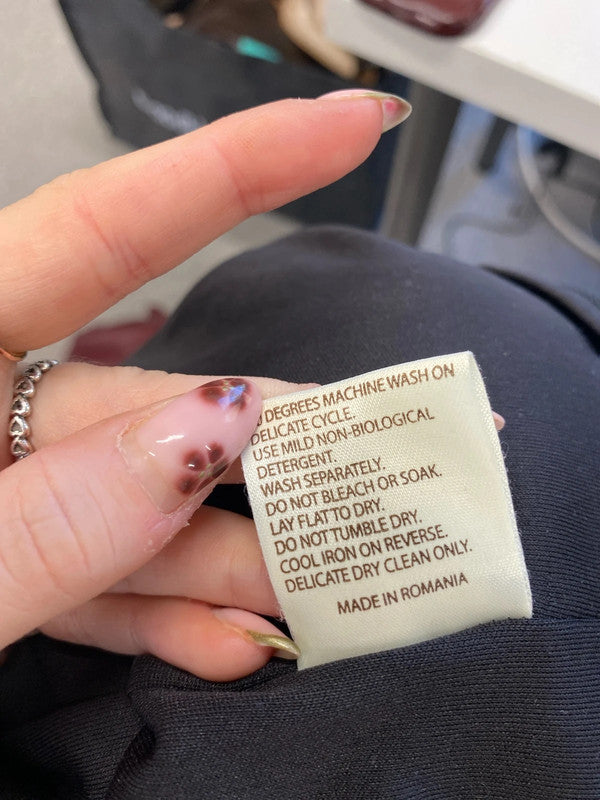 DEGREES MACHINE WASH ON
DELICATE CYCLE.
USE MILD NON-BIOLOGICAL
DETERGENT.
WASH SEPARATELY.
DO NOT BLEACH OR SOAK.
LAY FLAT TO DRY.
DO NOT TUMBLE DRY.
COOL IRON ON REVERSE.
DELICATE DRY CLEAN ONLY.
MADE IN ROMANIA